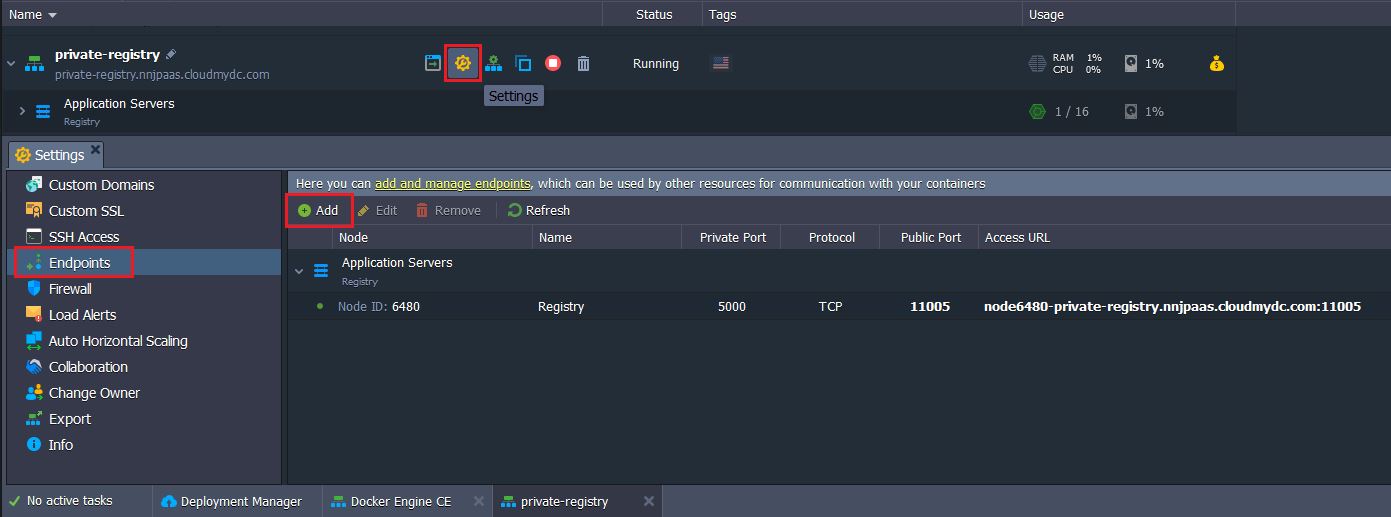 Name Status Tags Usage
private-registry
private-registry.nnjpaas.cloudmydc.com
Running
RAM 1%
CPU 0%
1%
Settings
Application Servers
Registry
1 / 16
1%
Settings
Custom Domains
Custom SSL
SSH Access
Endpoints
Firewall
Load Alerts
Auto Horizontal Scaling
Collaboration
Change Owner
Export
Info
Here you can add and manage endpoints, which can be used by other resources for communication with your containers
Add Edit Remove Refresh
Node Name Private Port Protocol Public Port Access URL
Application Servers
Registry
Node ID: 6480 Registry 5000 TCP 11005 node6480-private-registry.nnjpaas.cloudmydc.com:11005
No active tasks Deployment Manager Docker Engine CE private-registry